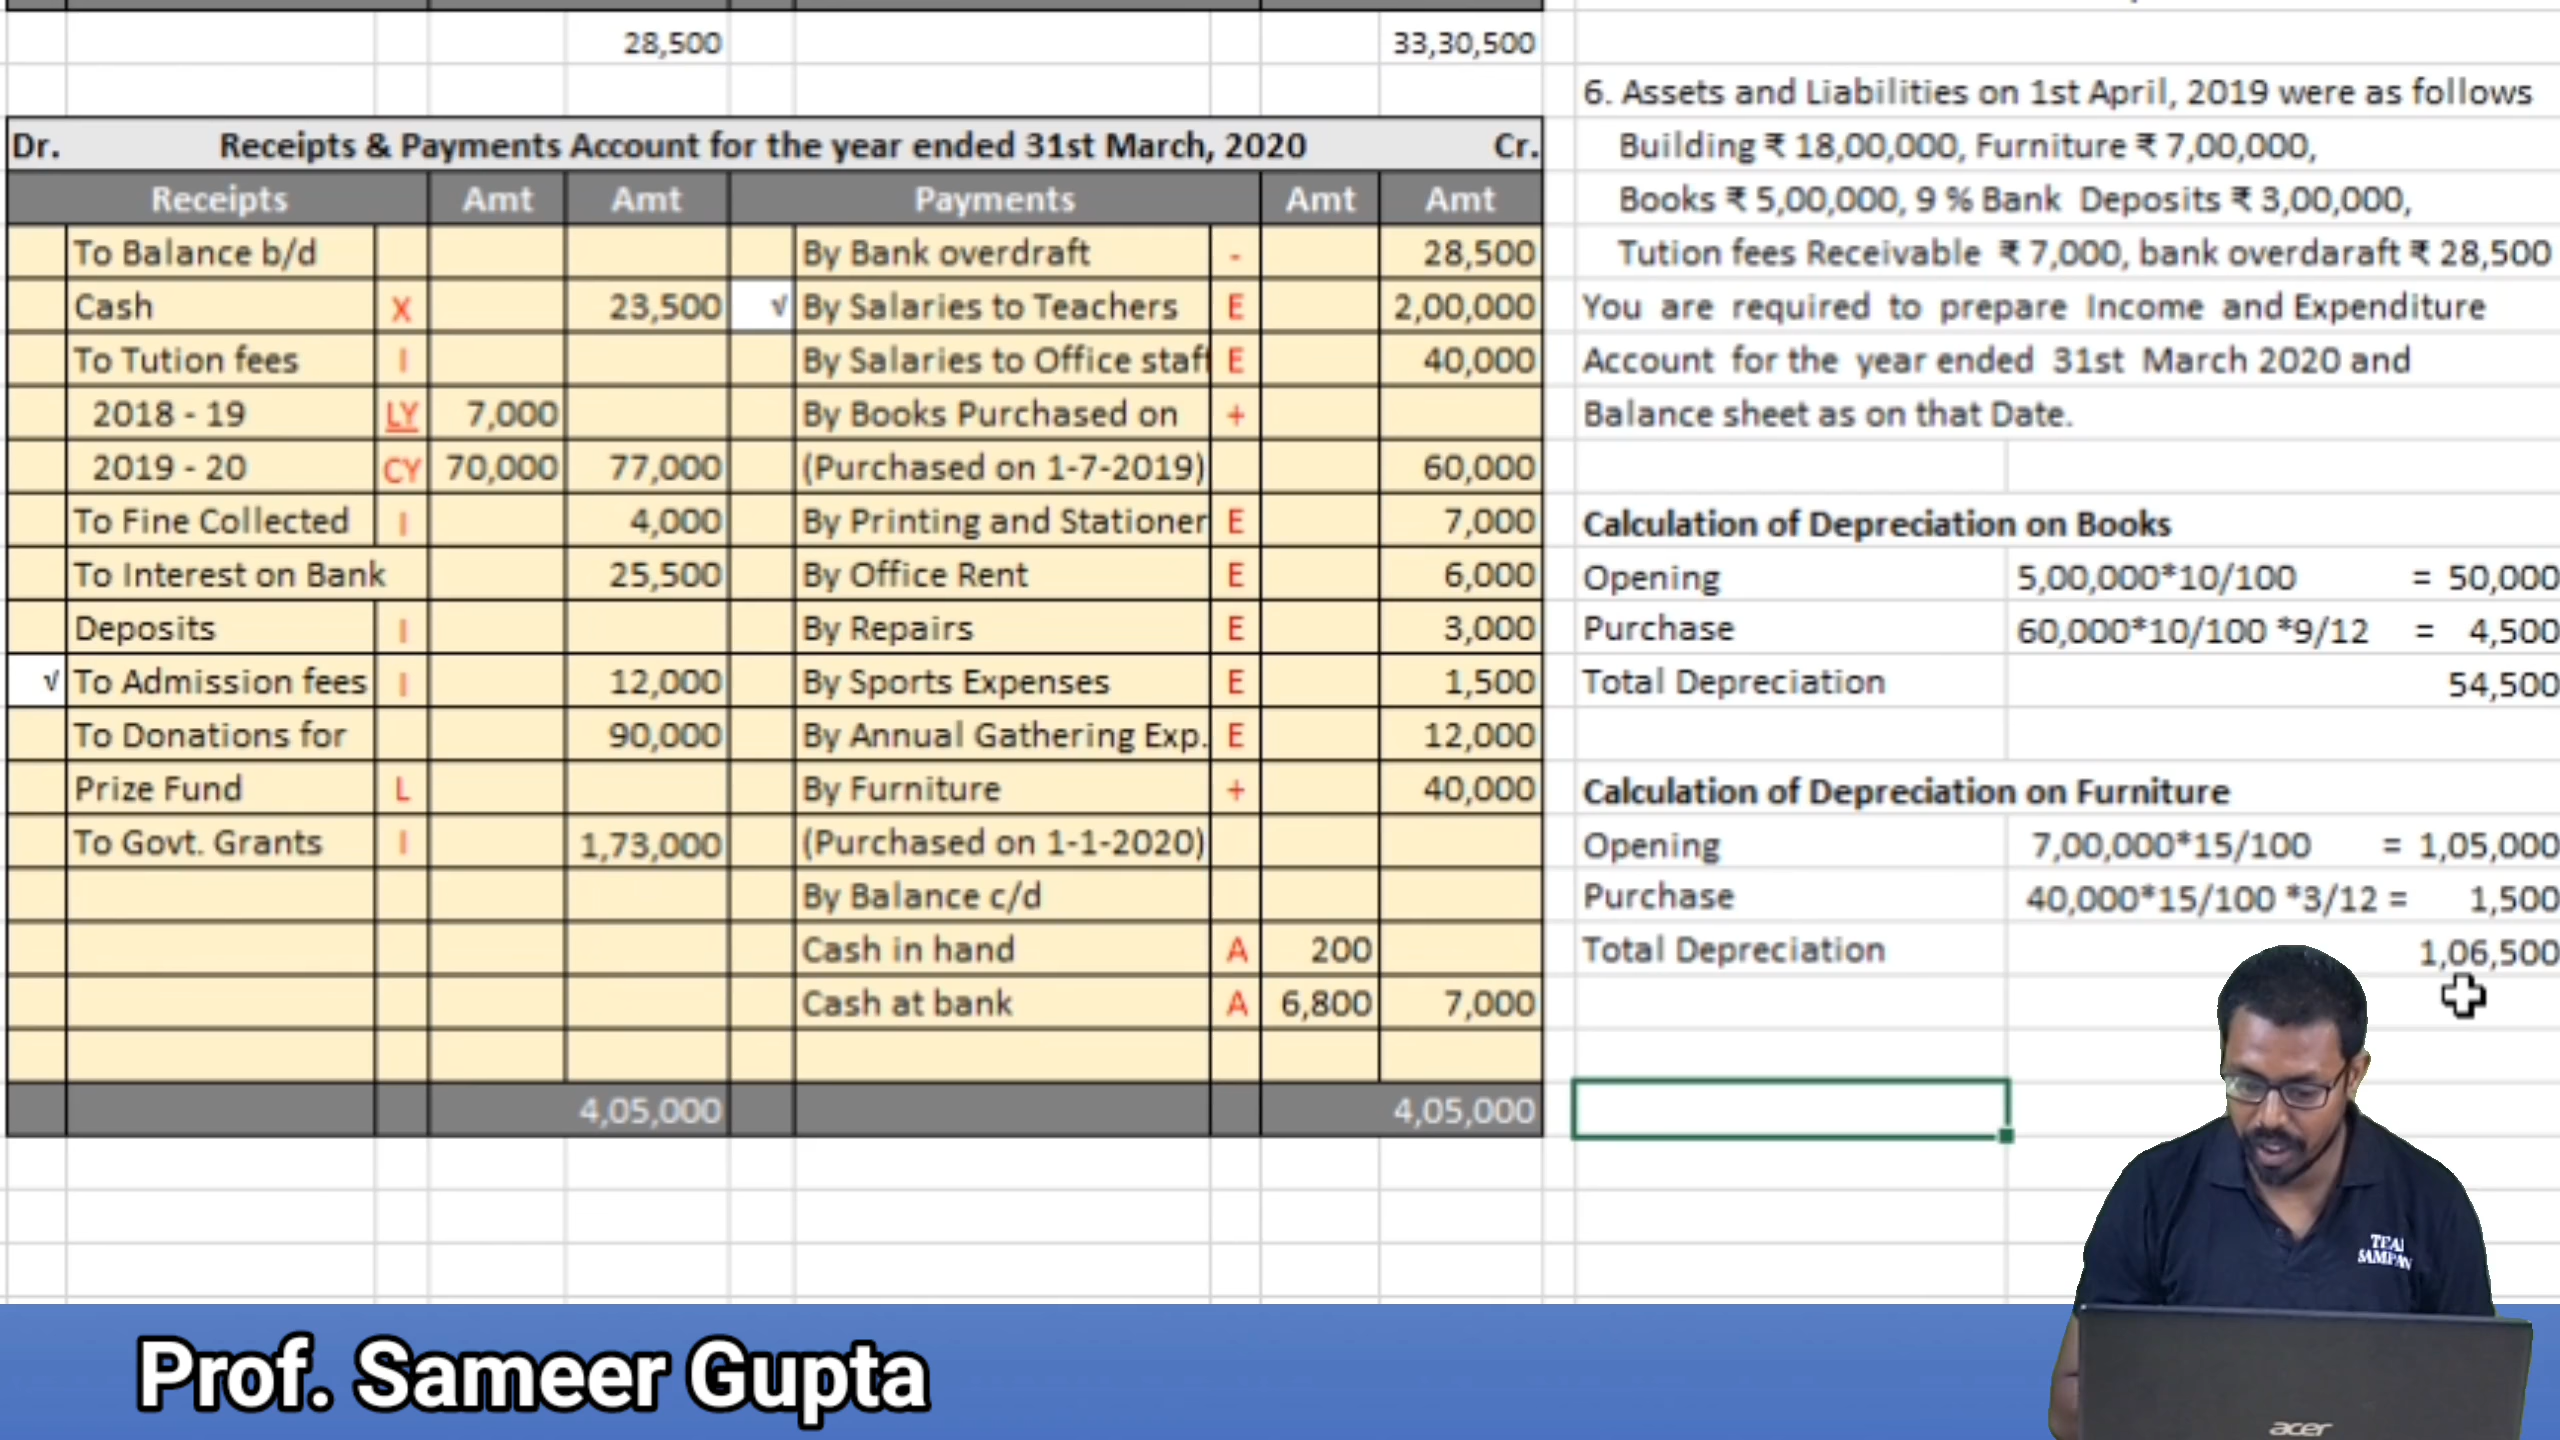 28,500 33,30,500
Dr. Receipts & Payments Account for the year ended 31st March, 2020 Cr.
Receipts Amt Amt Payments Amt Amt
To Balance b/d By Bank overdraft - 28,500
Cash X 23,500 √ By Salaries to Teachers E 2,00,000
To Tution fees I By Salaries to Office staff E 40,000
2018 - 19 LY 7,000 By Books Purchased on +
2019 - 20 CY 70,000 77,000 (Purchased on 1-7-2019) 60,000
To Fine Collected I 4,000 By Printing and Stationer E 7,000
To Interest on Bank 25,500 By Office Rent E 6,000
Deposits I By Repairs E 3,000
√ To Admission fees I 12,000 By Sports Expenses E 1,500
To Donations for 90,000 By Annual Gathering Exp. E 12,000
Prize Fund L By Furniture + 40,000
To Govt. Grants I 1,73,000 (Purchased on 1-1-2020)
By Balance c/d
Cash in hand A 200
Cash at bank A 6,800 7,000
4,05,000 4,05,000
6. Assets and Liabilities on 1st April, 2019 were as follows
Building ₹ 18,00,000, Furniture ₹ 7,00,000,
Books ₹ 5,00,000, 9 % Bank Deposits ₹ 3,00,000,
Tution fees Receivable ₹ 7,000, bank overdaraft ₹ 28,500
You are required to prepare Income and Expenditure
Account for the year ended 31st March 2020 and
Balance sheet as on that Date.
Calculation of Depreciation on Books
Opening 5,00,000*10/100 = 50,000
Purchase 60,000*10/100 *9/12 = 4,500
Total Depreciation 54,500
Calculation of Depreciation on Furniture
Opening 7,00,000*15/100 = 1,05,000
Purchase 40,000*15/100 *3/12 = 1,500
Total Depreciation 1,06,500
Prof. Sameer Gupta
acer